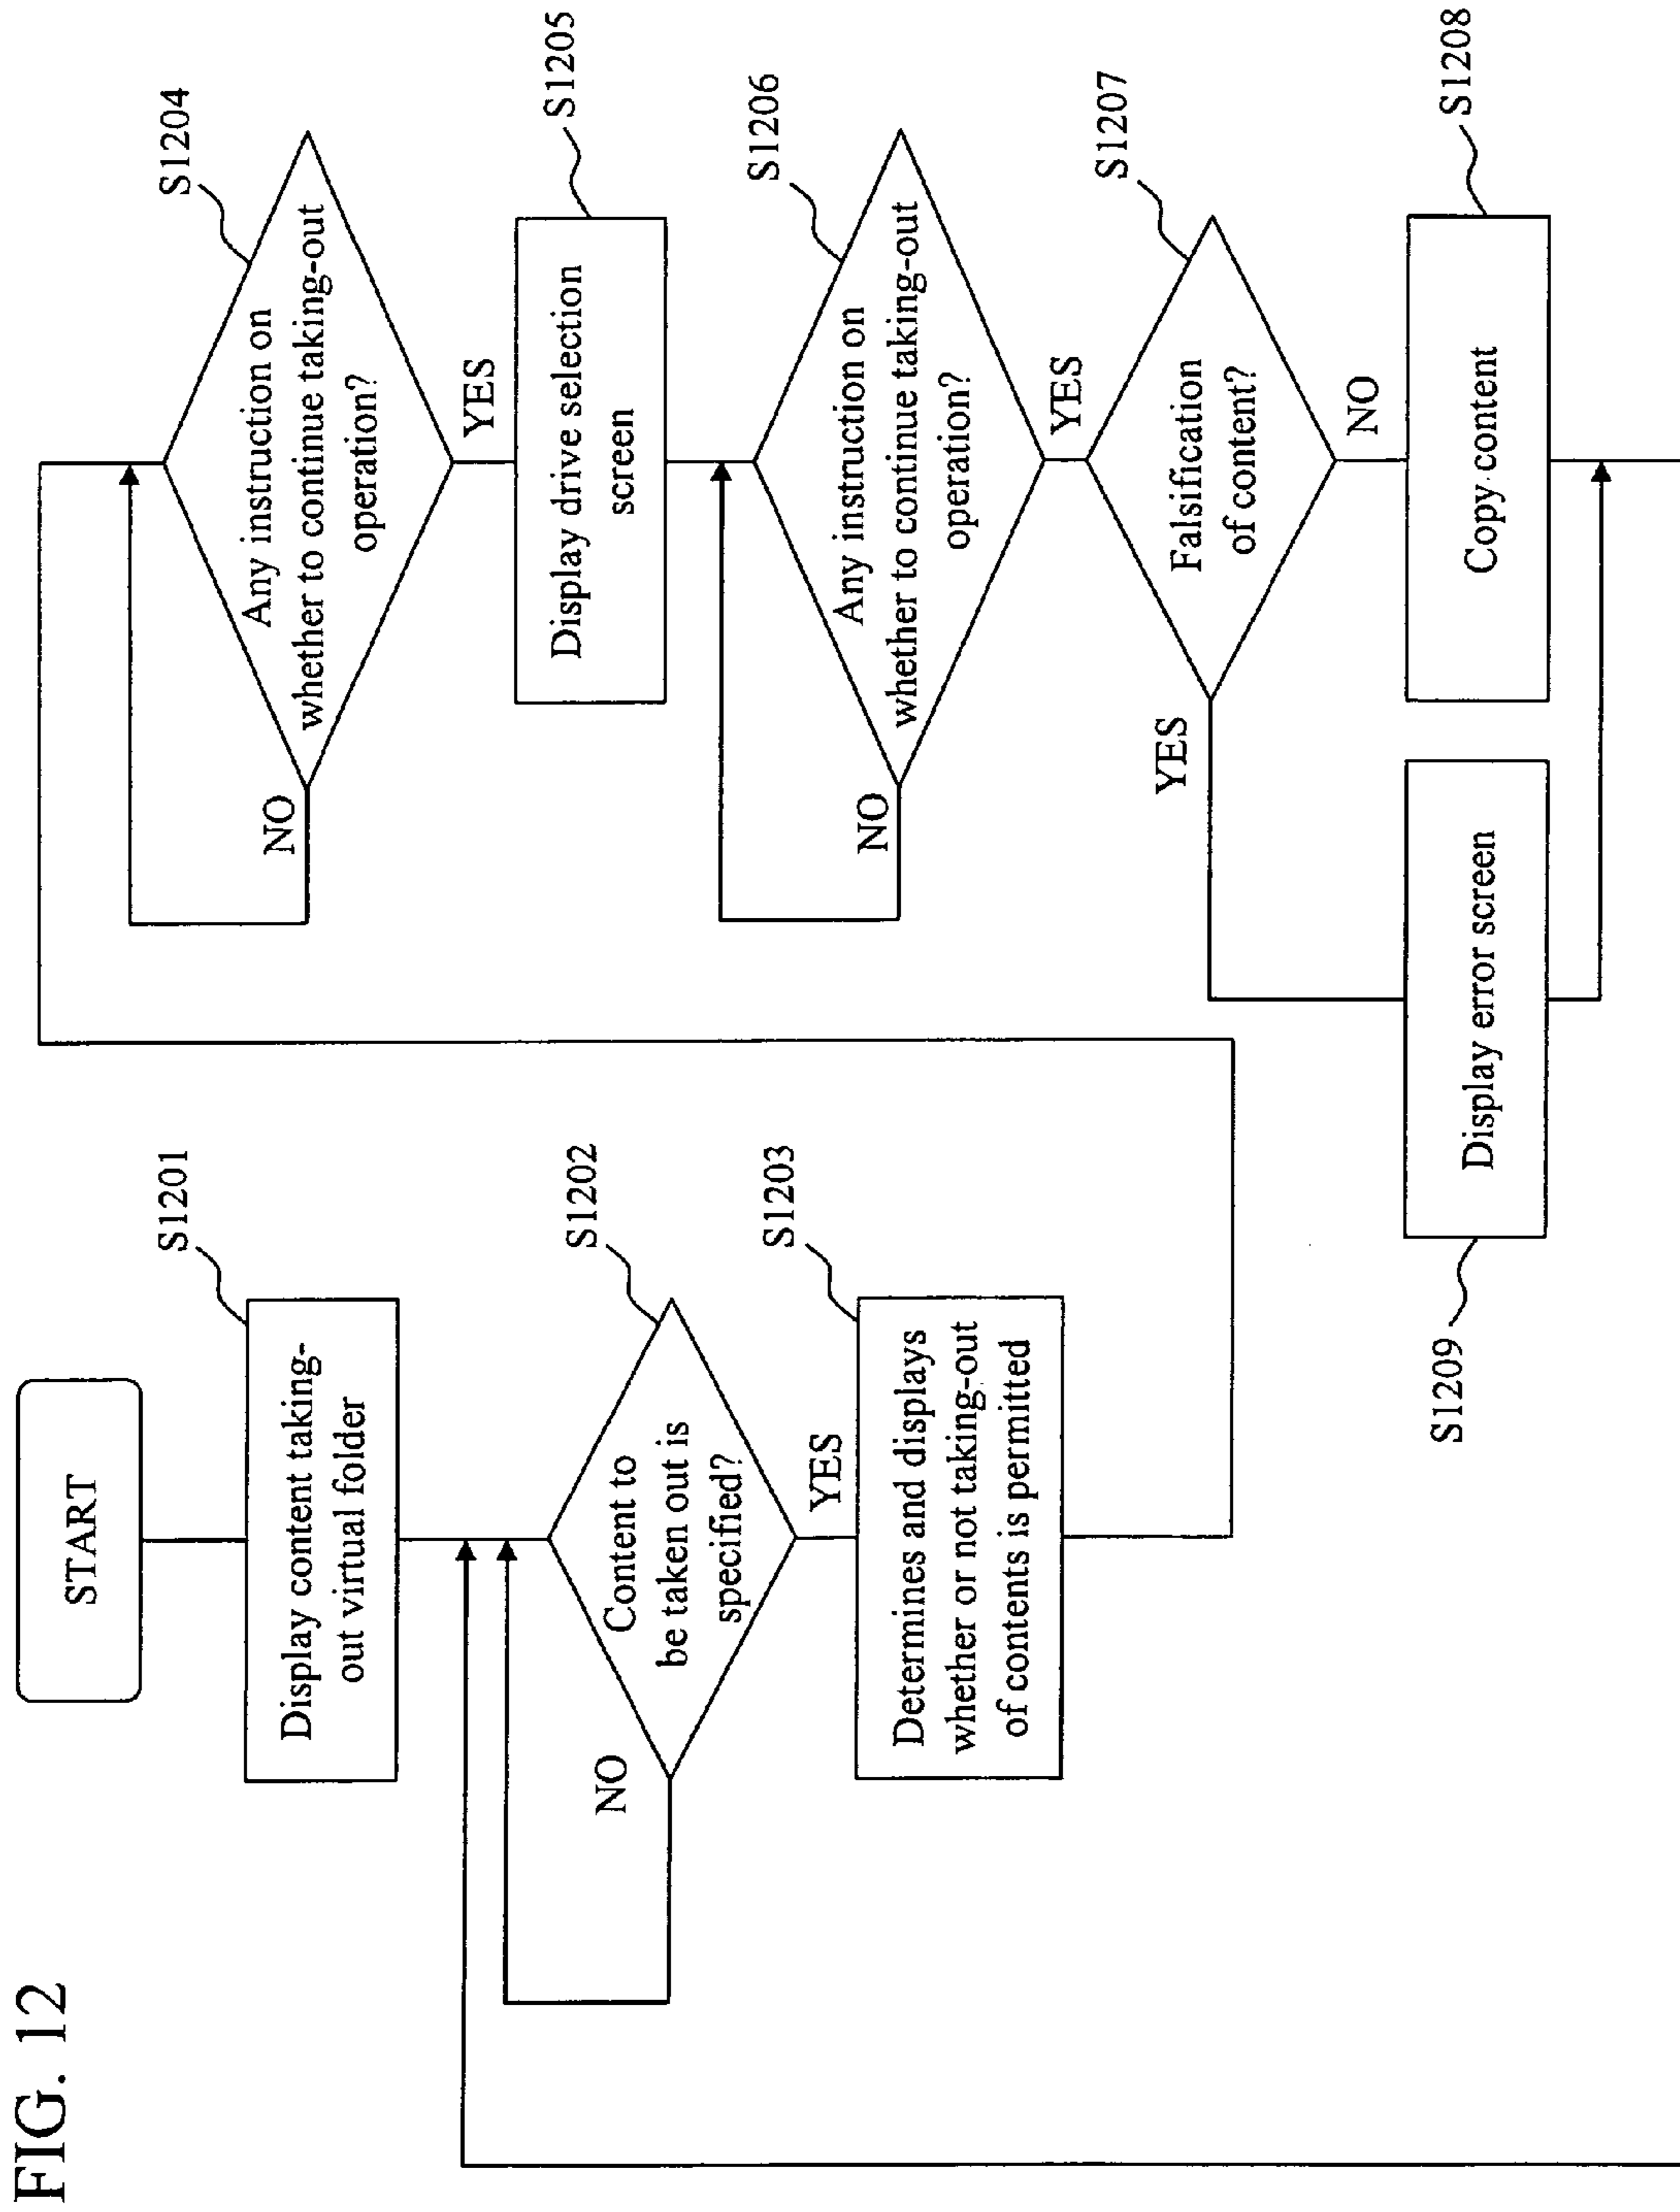 FIG. 12
START
S1201
Display content taking-
out virtual folder
S1202
Content to
be taken out is
specified?
NO
YES
S1203
Determines and displays
whether or not taking-out
of contents is permitted
S1204
Any instruction on
whether to continue taking-out
operation?
NO
YES
S1205
Display drive selection
screen
S1206
Any instruction on
whether to continue taking-out
operation?
NO
YES
S1207
Falsification
of content?
YES
NO
S1208
Copy content
S1209
Display error screen